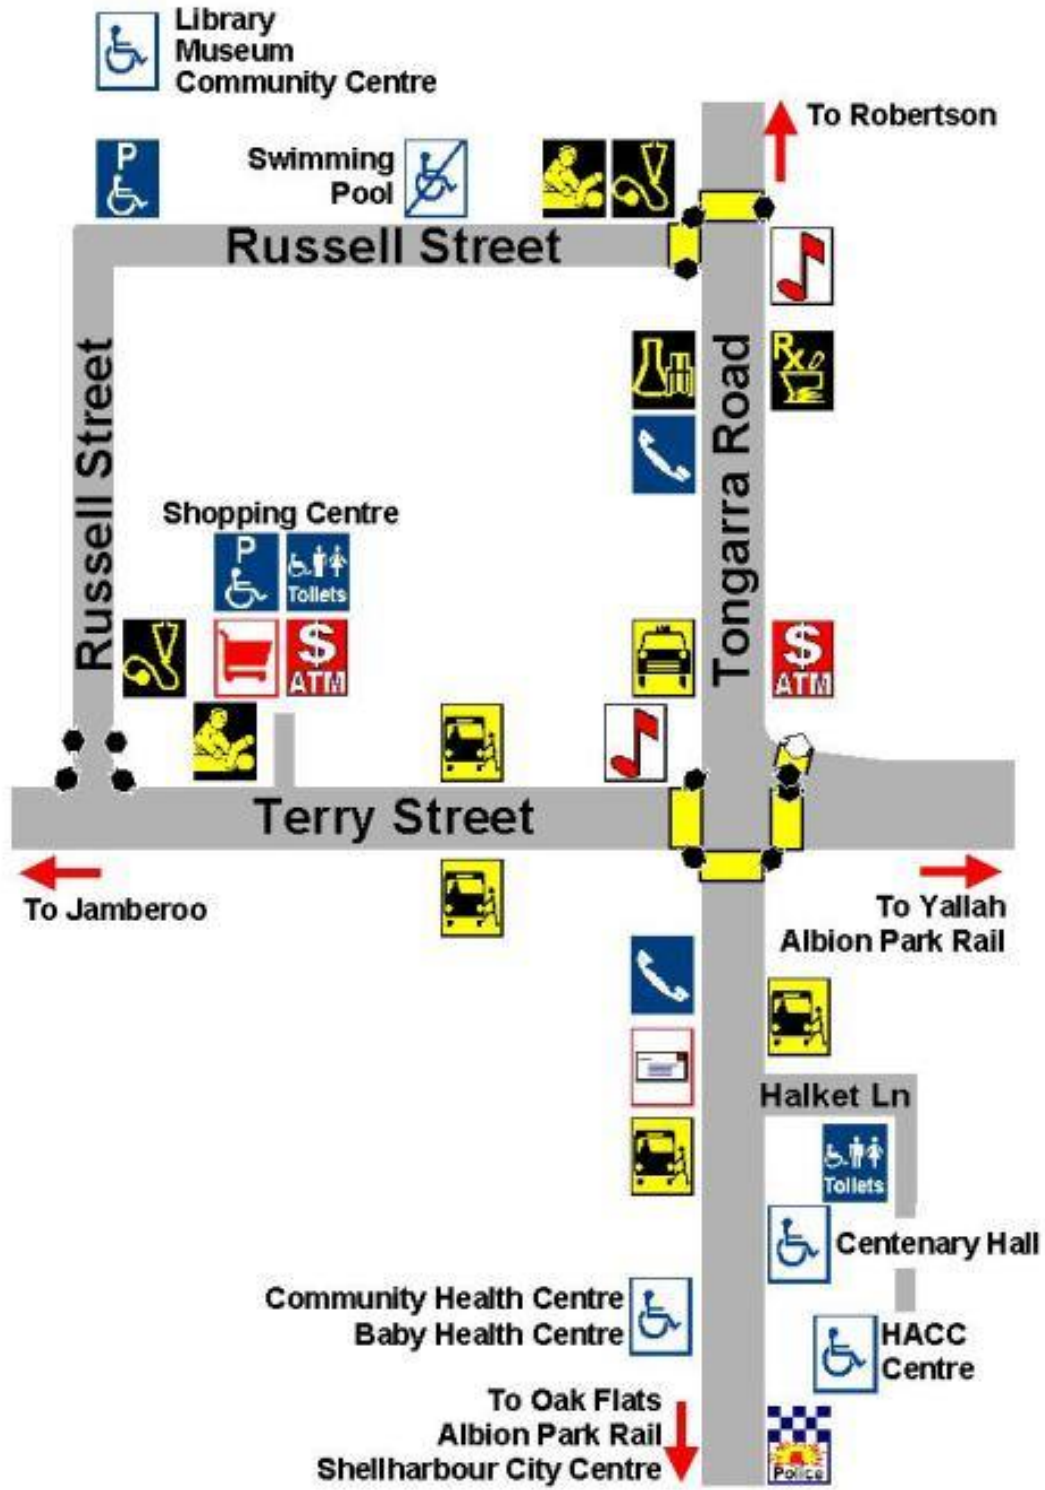 Library
Museum
Community Centre
To Robertson
P
Swimming
Pool
Russell Street
Rx
Russell Street
Tongarra Road
Shopping Centre
P
Toilets
$
ATM
$
ATM
Terry Street
To Jamberoo
To Yallah
Albion Park Rail
Halket Ln
Toilets
Centenary Hall
Community Health Centre
Baby Health Centre
HACC
Centre
To Oak Flats
Albion Park Rail
Shellharbour City Centre
Police